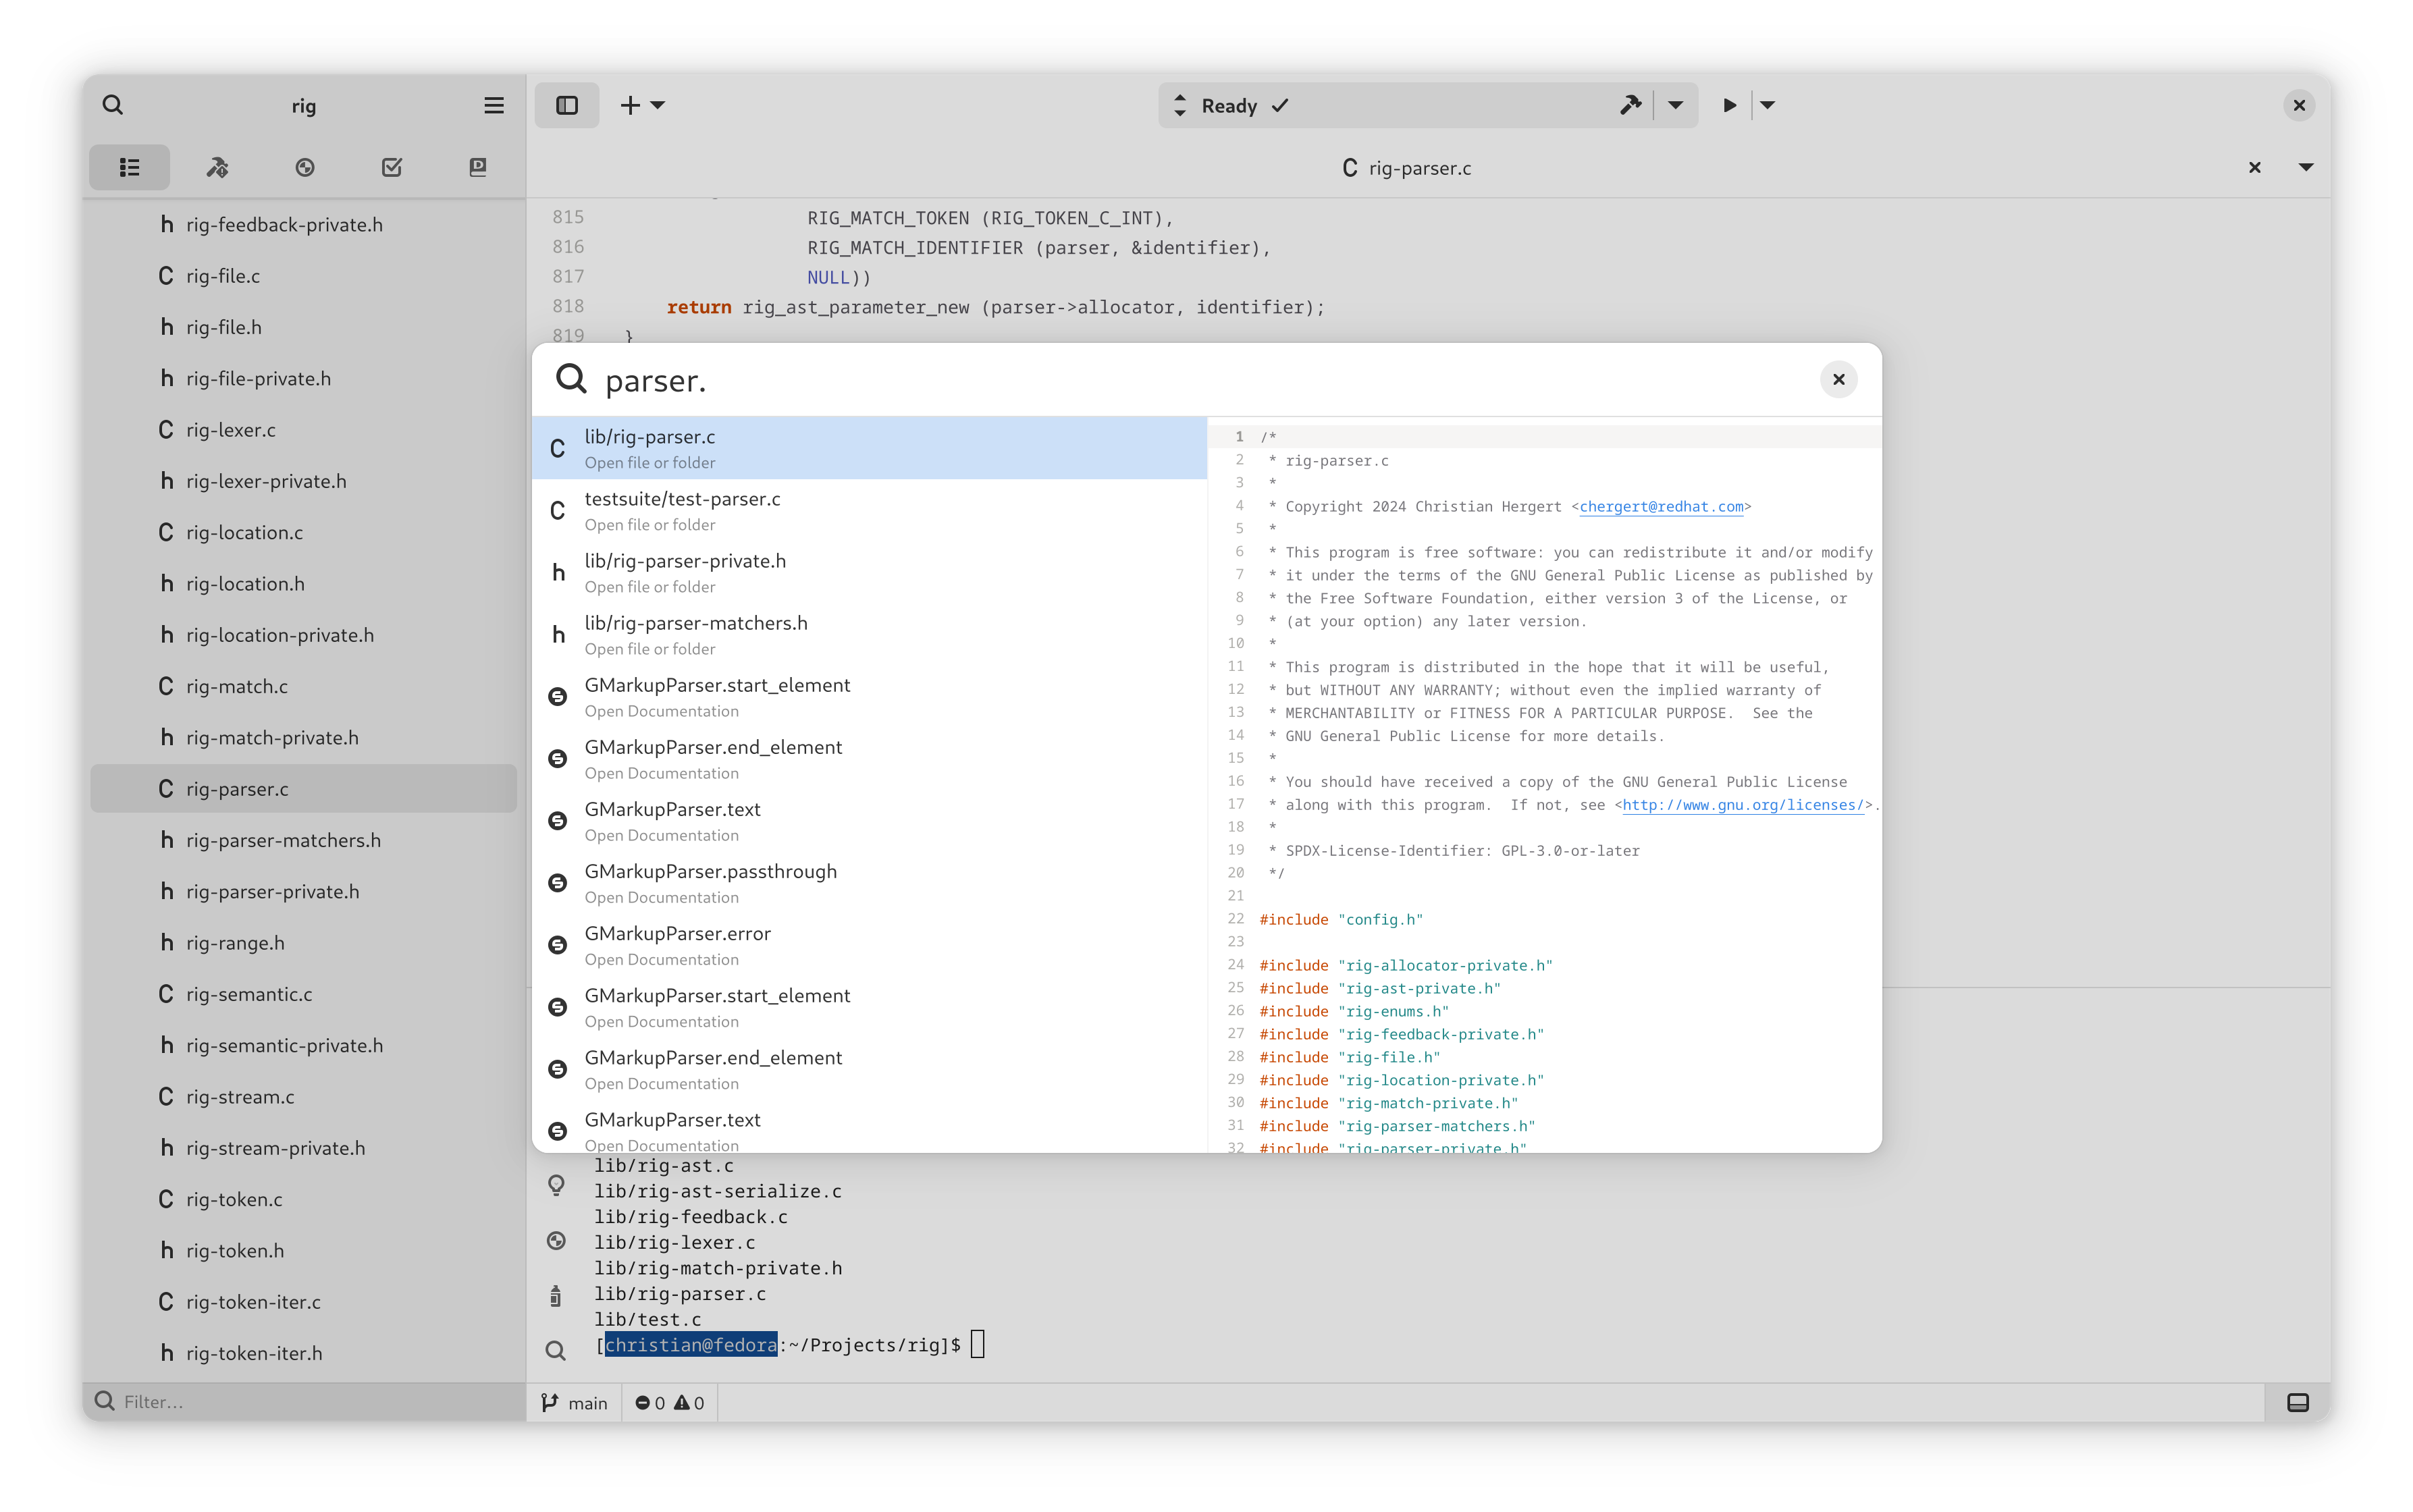 rig
Ready
rig-parser.c
rig-feedback-private.h
C rig-file.c
h rig-file.h
h rig-file-private.h
C rig-lexer.c
h rig-lexer-private.h
C rig-location.c
h rig-location.h
h rig-location-private.h
C rig-match.c
h rig-match-private.h
C rig-parser.c
h rig-parser-matchers.h
h rig-parser-private.h
h rig-range.h
C rig-semantic.c
h rig-semantic-private.h
C rig-stream.c
h rig-stream-private.h
C rig-token.c
h rig-token.h
C rig-token-iter.c
h rig-token-iter.h
Filter...
815 RIG_MATCH_TOKEN (RIG_TOKEN_C_INT),
816 RIG_MATCH_IDENTIFIER (parser, &identifier),
817 NULL))
818 return rig_ast_parameter_new (parser->allocator, identifier);
819 }
parser.
C lib/rig-parser.c
Open file or folder
C testsuite/test-parser.c
Open file or folder
h lib/rig-parser-private.h
Open file or folder
h lib/rig-parser-matchers.h
Open file or folder
GMarkupParser.start_element
Open Documentation
GMarkupParser.end_element
Open Documentation
GMarkupParser.text
Open Documentation
GMarkupParser.passthrough
Open Documentation
GMarkupParser.error
Open Documentation
GMarkupParser.start_element
Open Documentation
GMarkupParser.end_element
Open Documentation
GMarkupParser.text
Open Documentation
1 /*
2 * rig-parser.c
3 *
4 * Copyright 2024 Christian Hergert <chergert@redhat.com>
5 *
6 * This program is free software: you can redistribute it and/or modify
7 * it under the terms of the GNU General Public License as published by
8 * the Free Software Foundation, either version 3 of the License, or
9 * (at your option) any later version.
10 *
11 * This program is distributed in the hope that it will be useful,
12 * but WITHOUT ANY WARRANTY; without even the implied warranty of
13 * MERCHANTABILITY or FITNESS FOR A PARTICULAR PURPOSE.  See the
14 * GNU General Public License for more details.
15 *
16 * You should have received a copy of the GNU General Public License
17 * along with this program.  If not, see <http://www.gnu.org/licenses/>.
18 *
19 * SPDX-License-Identifier: GPL-3.0-or-later
20 */
21
22 #include "config.h"
23
24 #include "rig-allocator-private.h"
25 #include "rig-ast-private.h"
26 #include "rig-enums.h"
27 #include "rig-feedback-private.h"
28 #include "rig-file.h"
29 #include "rig-location-private.h"
30 #include "rig-match-private.h"
31 #include "rig-parser-matchers.h"
32 #include "rig-parser-private.h"
lib/rig-ast.c
lib/rig-ast-serialize.c
lib/rig-feedback.c
lib/rig-lexer.c
lib/rig-match-private.h
lib/rig-parser.c
lib/test.c
[christian@fedora:~/Projects/rig]$
main
0 0